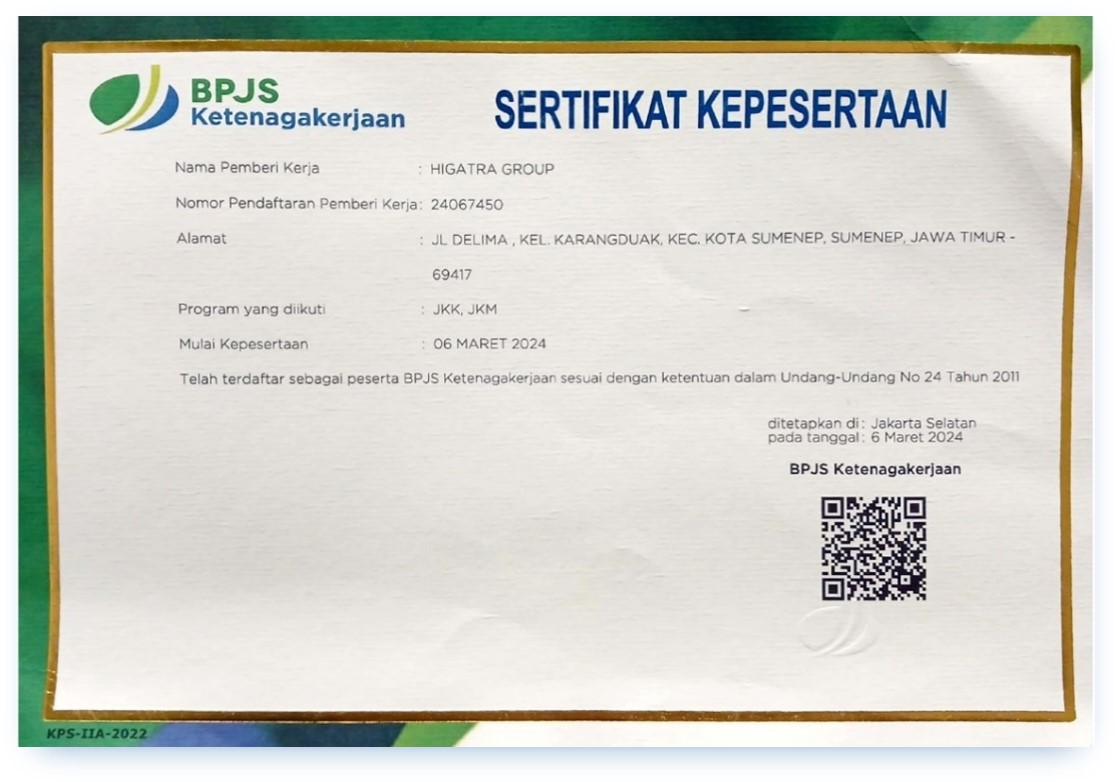 BPJS
Ketenagakerjaan
SERTIFIKAT KEPESERTAAN
Nama Pemberi Kerja : HIGATRA GROUP
Nomor Pendaftaran Pemberi Kerja: 24067450
Alamat : JL DELIMA , KEL. KARANGDUAK, KEC. KOTA SUMENEP, SUMENEP, JAWA TIMUR -
69417
Program yang diikuti : JKK, JKM
Mulai Kepesertaan : 06 MARET 2024
Telah terdaftar sebagai peserta BPJS Ketenagakerjaan sesuai dengan ketentuan dalam Undang-Undang No 24 Tahun 2011
ditetapkan di : Jakarta Selatan
pada tanggal : 6 Maret 2024
BPJS Ketenagakerjaan
KPS-IIA-2022